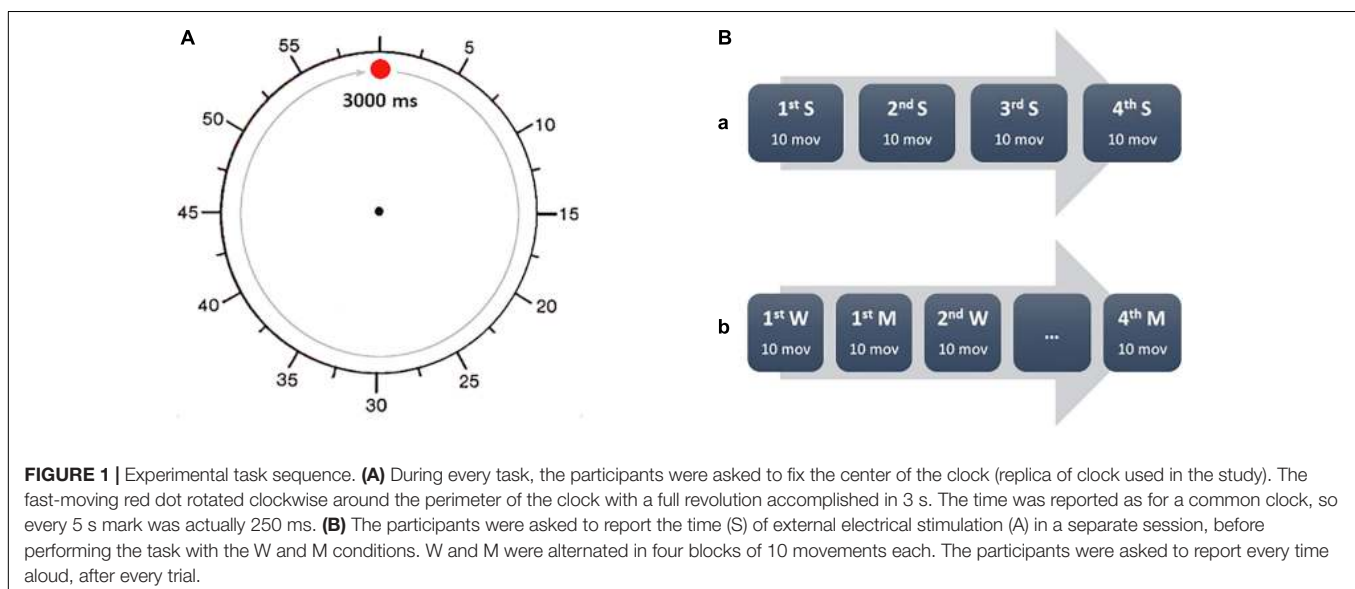 A
3000 ms
5
10
15
20
25
30
35
40
45
50
55
B
a
1st S
10 mov
2nd S
10 mov
3rd S
10 mov
4th S
10 mov
b
1st W
10 mov
1st M
10 mov
2nd W
10 mov
...
4th M
10 mov
FIGURE 1 | Experimental task sequence. (A) During every task, the participants were asked to fix the center of the clock (replica of clock used in the study). The
fast-moving red dot rotated clockwise around the perimeter of the clock with a full revolution accomplished in 3 s. The time was reported as for a common clock, so
every 5 s mark was actually 250 ms. (B) The participants were asked to report the time (S) of external electrical stimulation (A) in a separate session, before
performing the task with the W and M conditions. W and M were alternated in four blocks of 10 movements each. The participants were asked to report every time
aloud, after every trial.